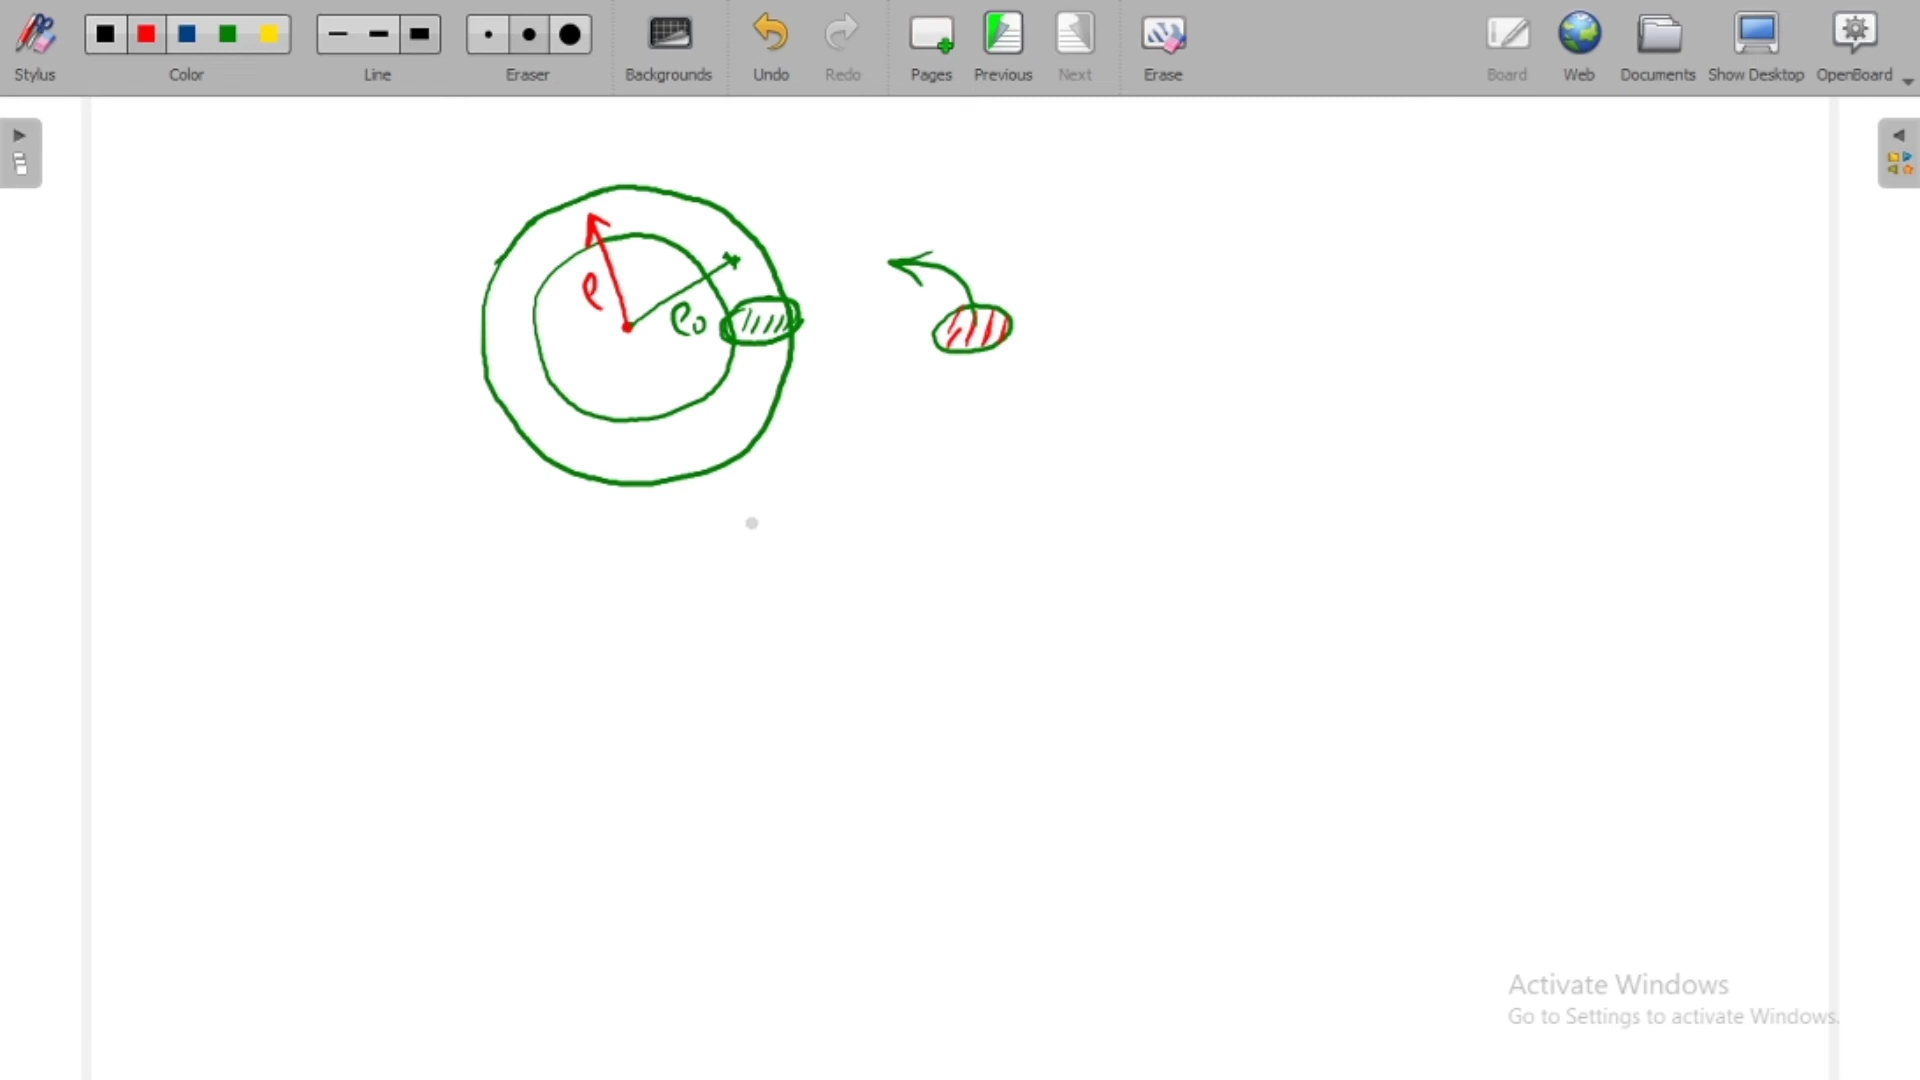 Stylus Color Line Eraser Backgrounds Undo Redo Pages Previous Next Erase Board Web Documents Show Desktop OpenBoard
ρ
ρ₀
Activate Windows
Go to Settings to activate Windows.